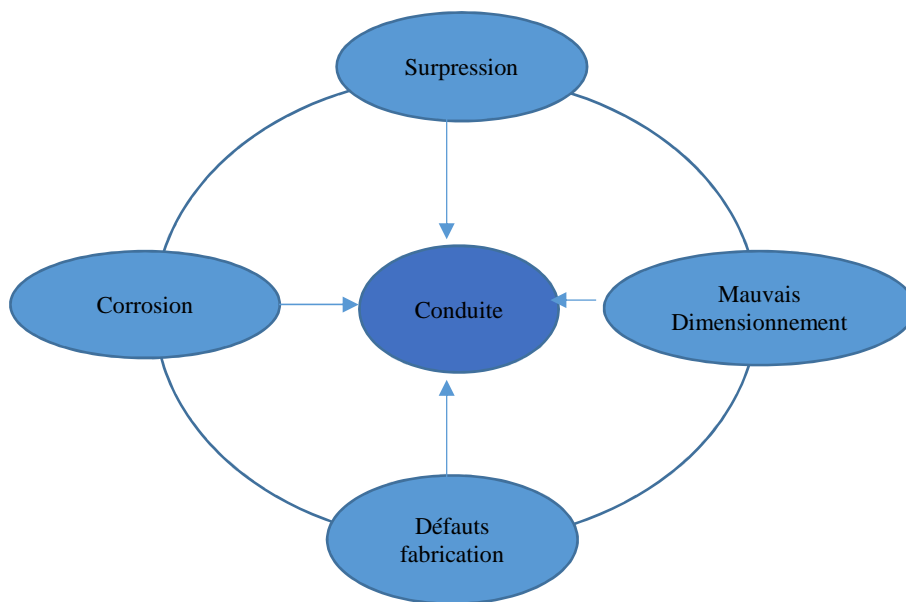 Surpression
Corrosion
Conduite
Mauvais
Dimensionnement
Défauts
fabrication